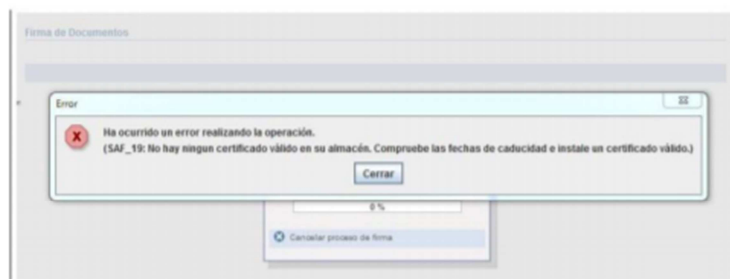 Firma de Documentos
Error
Ha ocurrido un error realizando la operación.
(SAF_19: No hay ningun certificado válido en su almacén. Compruebe las fechas de caducidad e instale un certificado válido.)
Cerrar
0 %
Cancelar proceso de firma